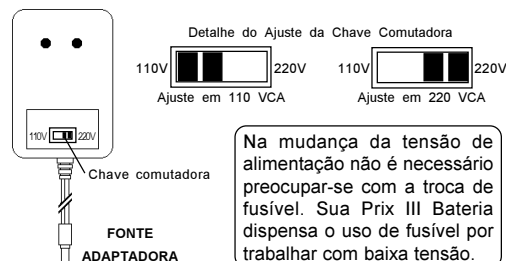 Detalhe do Ajuste da Chave Comutadora
110V 220V 110V 220V
Ajuste em 110 VCA Ajuste em 220 VCA
110V 220V
Chave comutadora
FONTE
ADAPTADORA
Na mudança da tensão de
alimentação não é necessário
preocupar-se com a troca de
fusível. Sua Prix III Bateria
dispensa o uso de fusível por
trabalhar com baixa tensão.